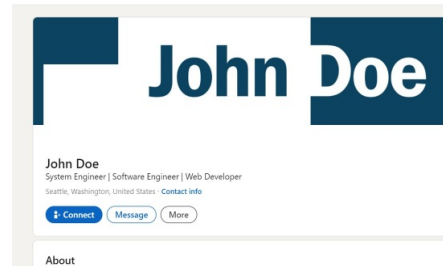 John Doe
John Doe
System Engineer | Software Engineer | Web Developer
Seattle, Washington, United States · Contact info
Connect Message More
About